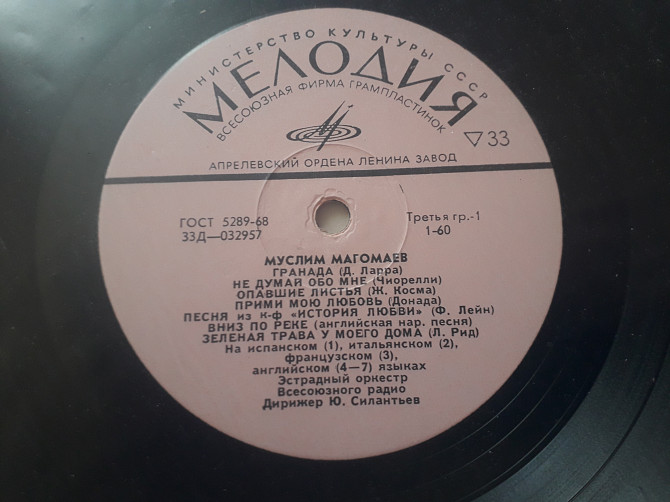 МИНИСТЕРСТВО КУЛЬТУРЫ СССР
МЕЛОДИЯ
ВСЕСОЮЗНАЯ ФИРМА ГРАМПЛАСТИНОК
▽33
АПРЕЛЕВСКИЙ ОРДЕНА ЛЕНИНА ЗАВОД
ГОСТ 5289-68
33Д—032957
Третья гр.-1
1-60
МУСЛИМ МАГОМАЕВ
ГРАНАДА (Д. Ларра)
НЕ ДУМАЙ ОБО МНЕ (Чиорелли)
ОПАВШИЕ ЛИСТЬЯ (Ж. Косма)
ПРИМИ МОЮ ЛЮБОВЬ (Донада)
ПЕСНЯ из к-ф «ИСТОРИЯ ЛЮБВИ» (Ф. Лейн)
ВНИЗ ПО РЕКЕ (английская нар. песня)
ЗЕЛЕНАЯ ТРАВА У МОЕГО ДОМА (Л. Рид)
На испанском (1), итальянском (2),
французском (3),
английском (4—7) языках
Эстрадный оркестр
Всесоюзного радио
Дирижер Ю. Силантьев